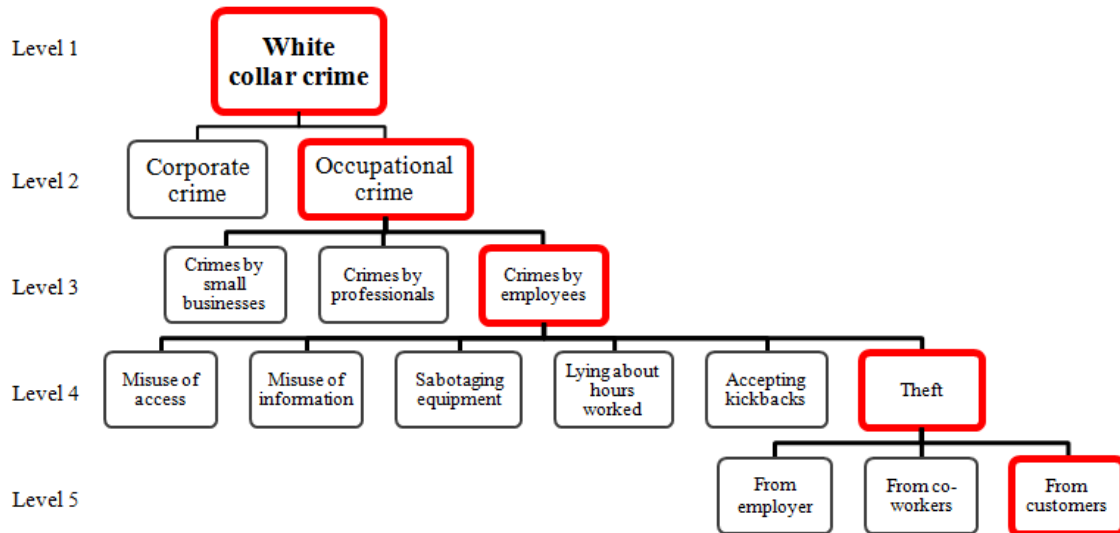 Level 1
White
collar crime
Level 2
Corporate
crime
Occupational
crime
Level 3
Crimes by
small
businesses
Crimes by
professionals
Crimes by
employees
Level 4
Misuse of
access
Misuse of
information
Sabotaging
equipment
Lying about
hours
worked
Accepting
kickbacks
Theft
Level 5
From
employer
From co-
workers
From
customers